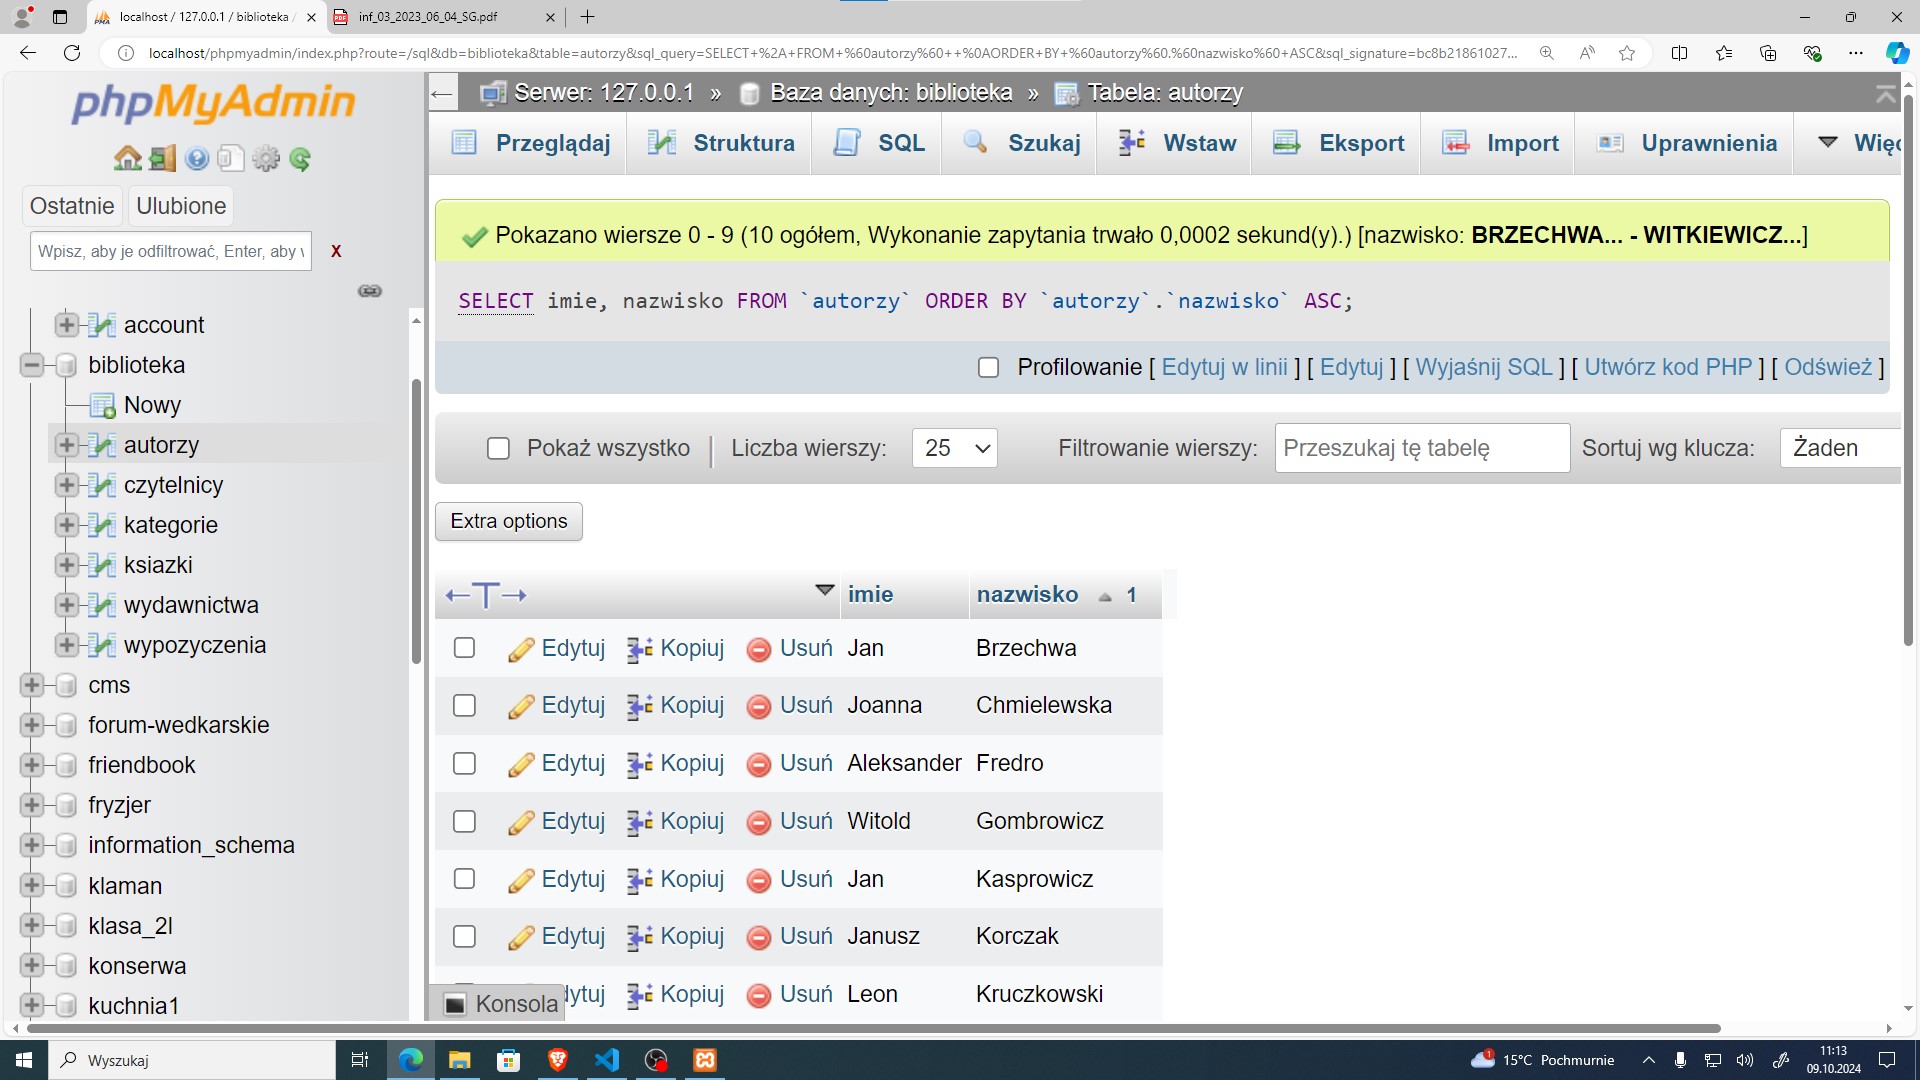 localhost / 127.0.0.1 / biblioteka /
inf_03_2023_06_04_SG.pdf
localhost/phpmyadmin/index.php?route=/sql&db=biblioteka&table=autorzy&sql_query=SELECT+%2A+FROM+%60autorzy%60++%0AORDER+BY+%60autorzy%60.%60nazwisko%60+ASC&sql_signature=bc8b21861027...
phpMyAdmin
Ostatnie Ulubione
Wpisz, aby je odfiltrować, Enter, aby w X
account
biblioteka
Nowy
autorzy
czytelnicy
kategorie
ksiazki
wydawnictwa
wypozyczenia
cms
forum-wedkarskie
friendbook
fryzjer
information_schema
klaman
klasa_2l
konserwa
kuchnia1
Serwer: 127.0.0.1 » Baza danych: biblioteka » Tabela: autorzy
Przeglądaj Struktura SQL Szukaj Wstaw Eksport Import Uprawnienia Więc
Pokazano wiersze 0 - 9 (10 ogółem, Wykonanie zapytania trwało 0,0002 sekund(y).) [nazwisko: BRZECHWA... - WITKIEWICZ...]
SELECT imie, nazwisko FROM `autorzy` ORDER BY `autorzy`.`nazwisko` ASC;
Profilowanie [ Edytuj w linii ] [ Edytuj ] [ Wyjaśnij SQL ] [ Utwórz kod PHP ] [ Odśwież ]
Pokaż wszystko | Liczba wierszy: 25 Filtrowanie wierszy: Przeszukaj tę tabelę Sortuj wg klucza: Żaden
Extra options
←T→ imie nazwisko 1
Edytuj Kopiuj Usuń Jan Brzechwa
Edytuj Kopiuj Usuń Joanna Chmielewska
Edytuj Kopiuj Usuń Aleksander Fredro
Edytuj Kopiuj Usuń Witold Gombrowicz
Edytuj Kopiuj Usuń Jan Kasprowicz
Edytuj Kopiuj Usuń Janusz Korczak
dytuj Kopiuj Usuń Leon Kruczkowski
Konsola
Wyszukaj
1 15°C Pochmurnie
11:13
09.10.2024